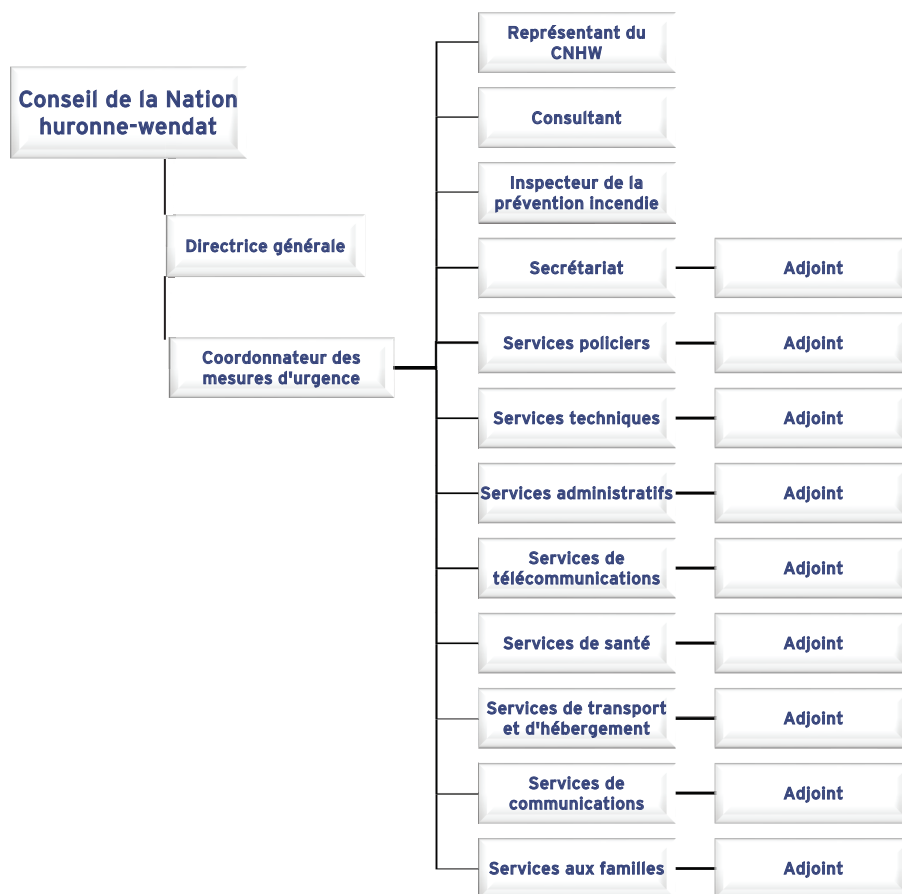 Conseil de la Nation
huronne-wendat
Directrice générale
Coordonnateur des
mesures d'urgence
Représentant du
CNHW
Consultant
Inspecteur de la
prévention incendie
Secrétariat
Adjoint
Services policiers
Adjoint
Services techniques
Adjoint
Services administratifs
Adjoint
Services de
télécommunications
Adjoint
Services de santé
Adjoint
Services de transport
et d'hébergement
Adjoint
Services de
communications
Adjoint
Services aux familles
Adjoint